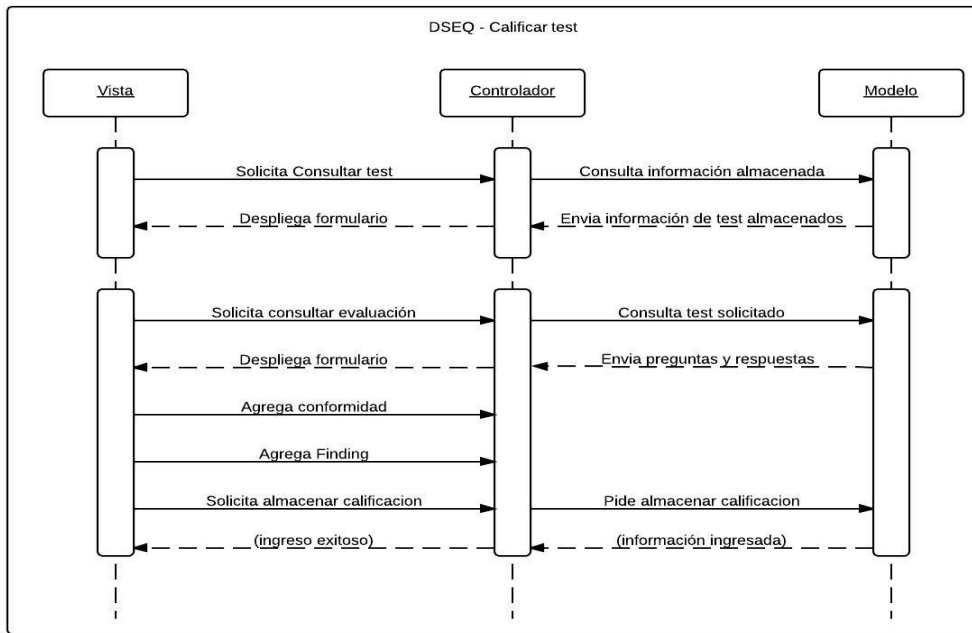 DSEQ - Calificar test
Vista
Controlador
Modelo
Solicita Consultar test
Consulta información almacenada
Despliega formulario
Envia información de test almacenados
Solicita consultar evaluación
Consulta test solicitado
Despliega formulario
Envia preguntas y respuestas
Agrega conformidad
Agrega Finding
Solicita almacenar calificacion
Pide almacenar calificacion
(ingreso exitoso)
(información ingresada)